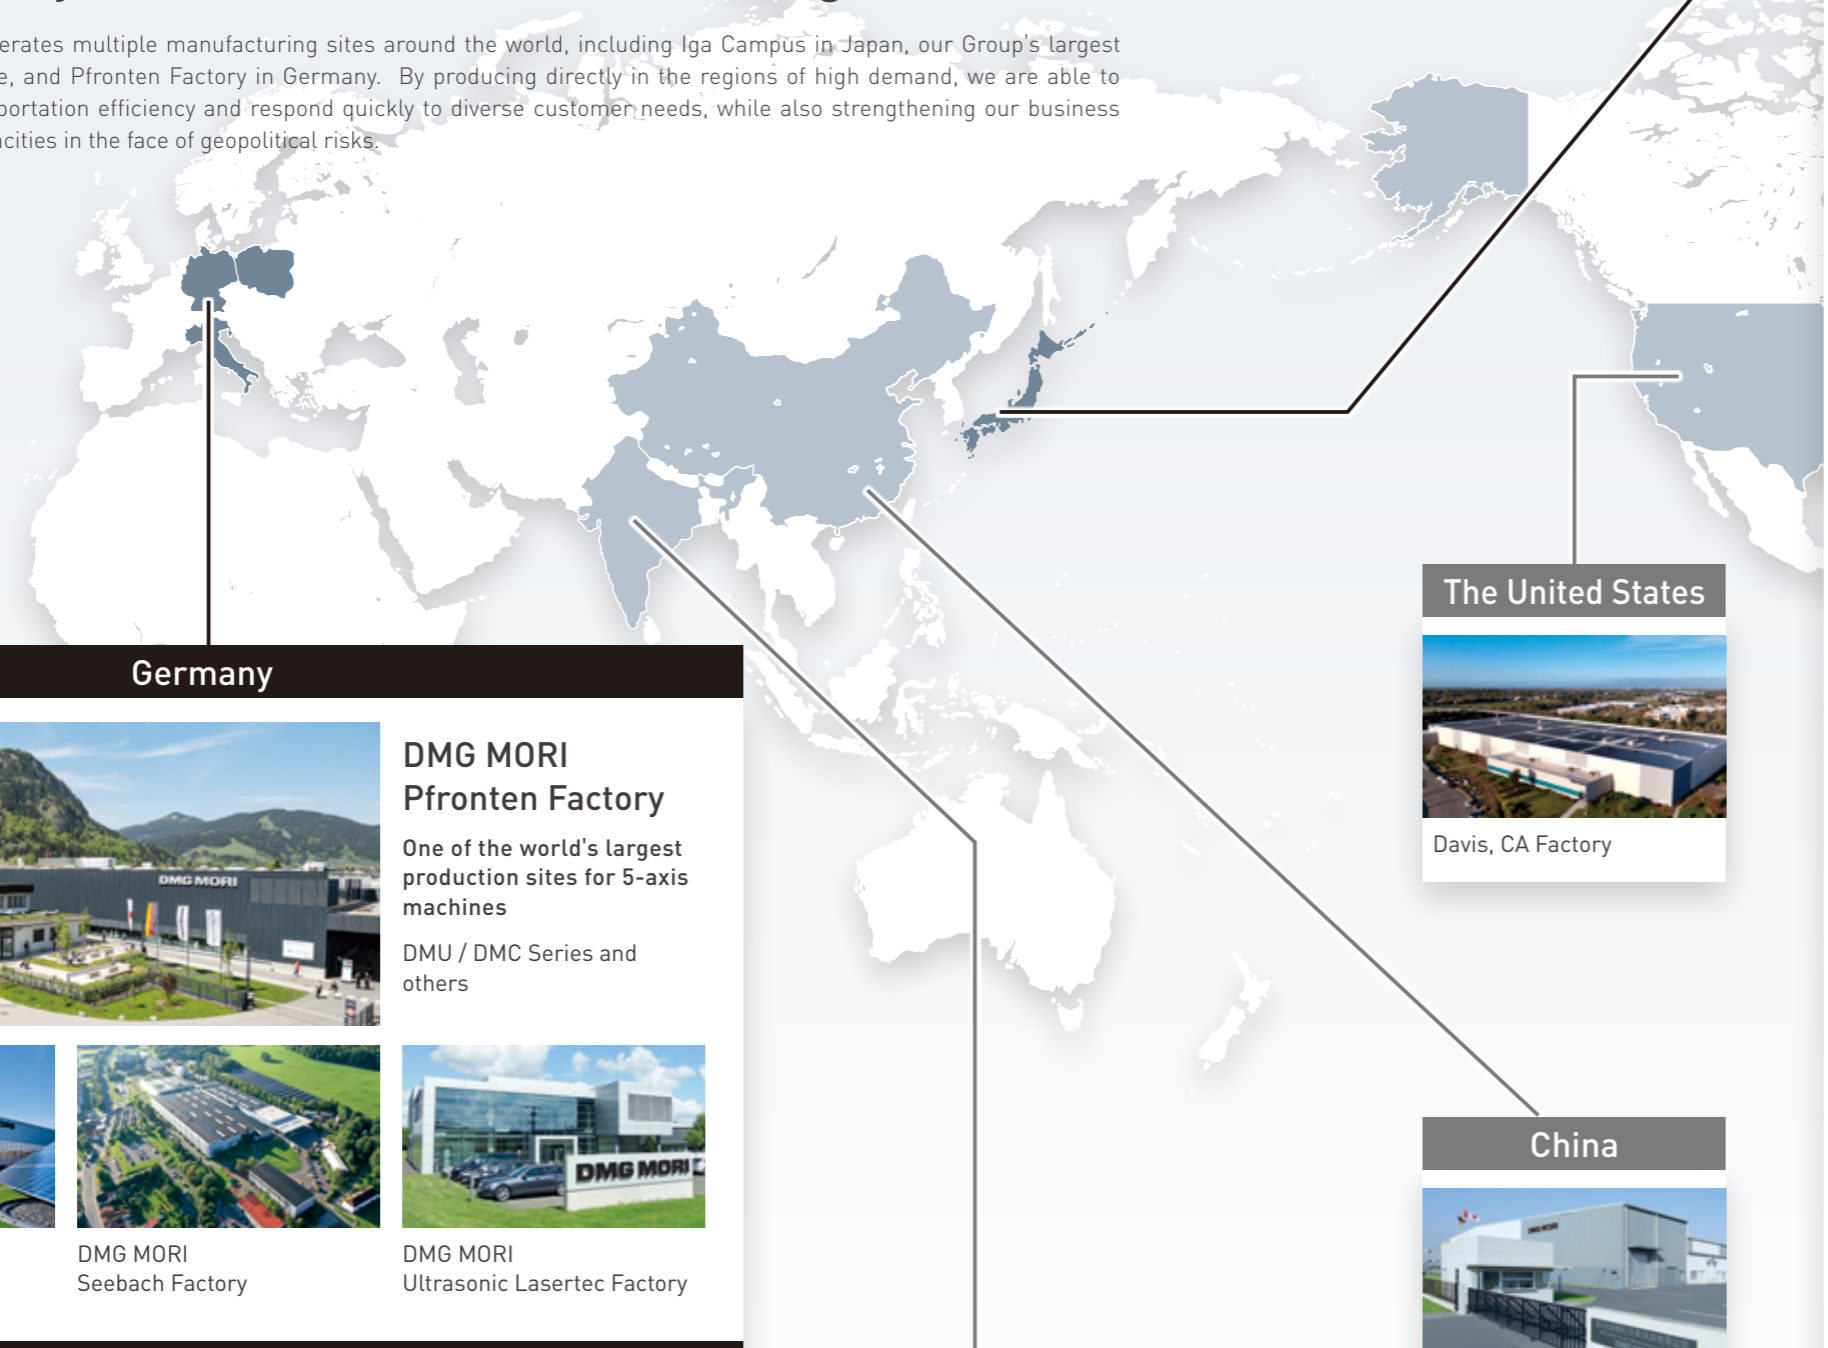 erates multiple manufacturing sites around the world, including Iga Campus in Japan, our Group's largest
e, and Pfronten Factory in Germany. By producing directly in the regions of high demand, we are able to
portation efficiency and respond quickly to diverse customer needs, while also strengthening our business
acities in the face of geopolitical risks.
The United States
Davis, CA Factory
Germany
DMG MORI
DMG MORI
Pfronten Factory
One of the world's largest
production sites for 5-axis
machines
DMU / DMC Series and
others
DMG MORI
DMG MORI
Seebach Factory
DMG MORI
Ultrasonic Lasertec Factory
China
DMG MORI